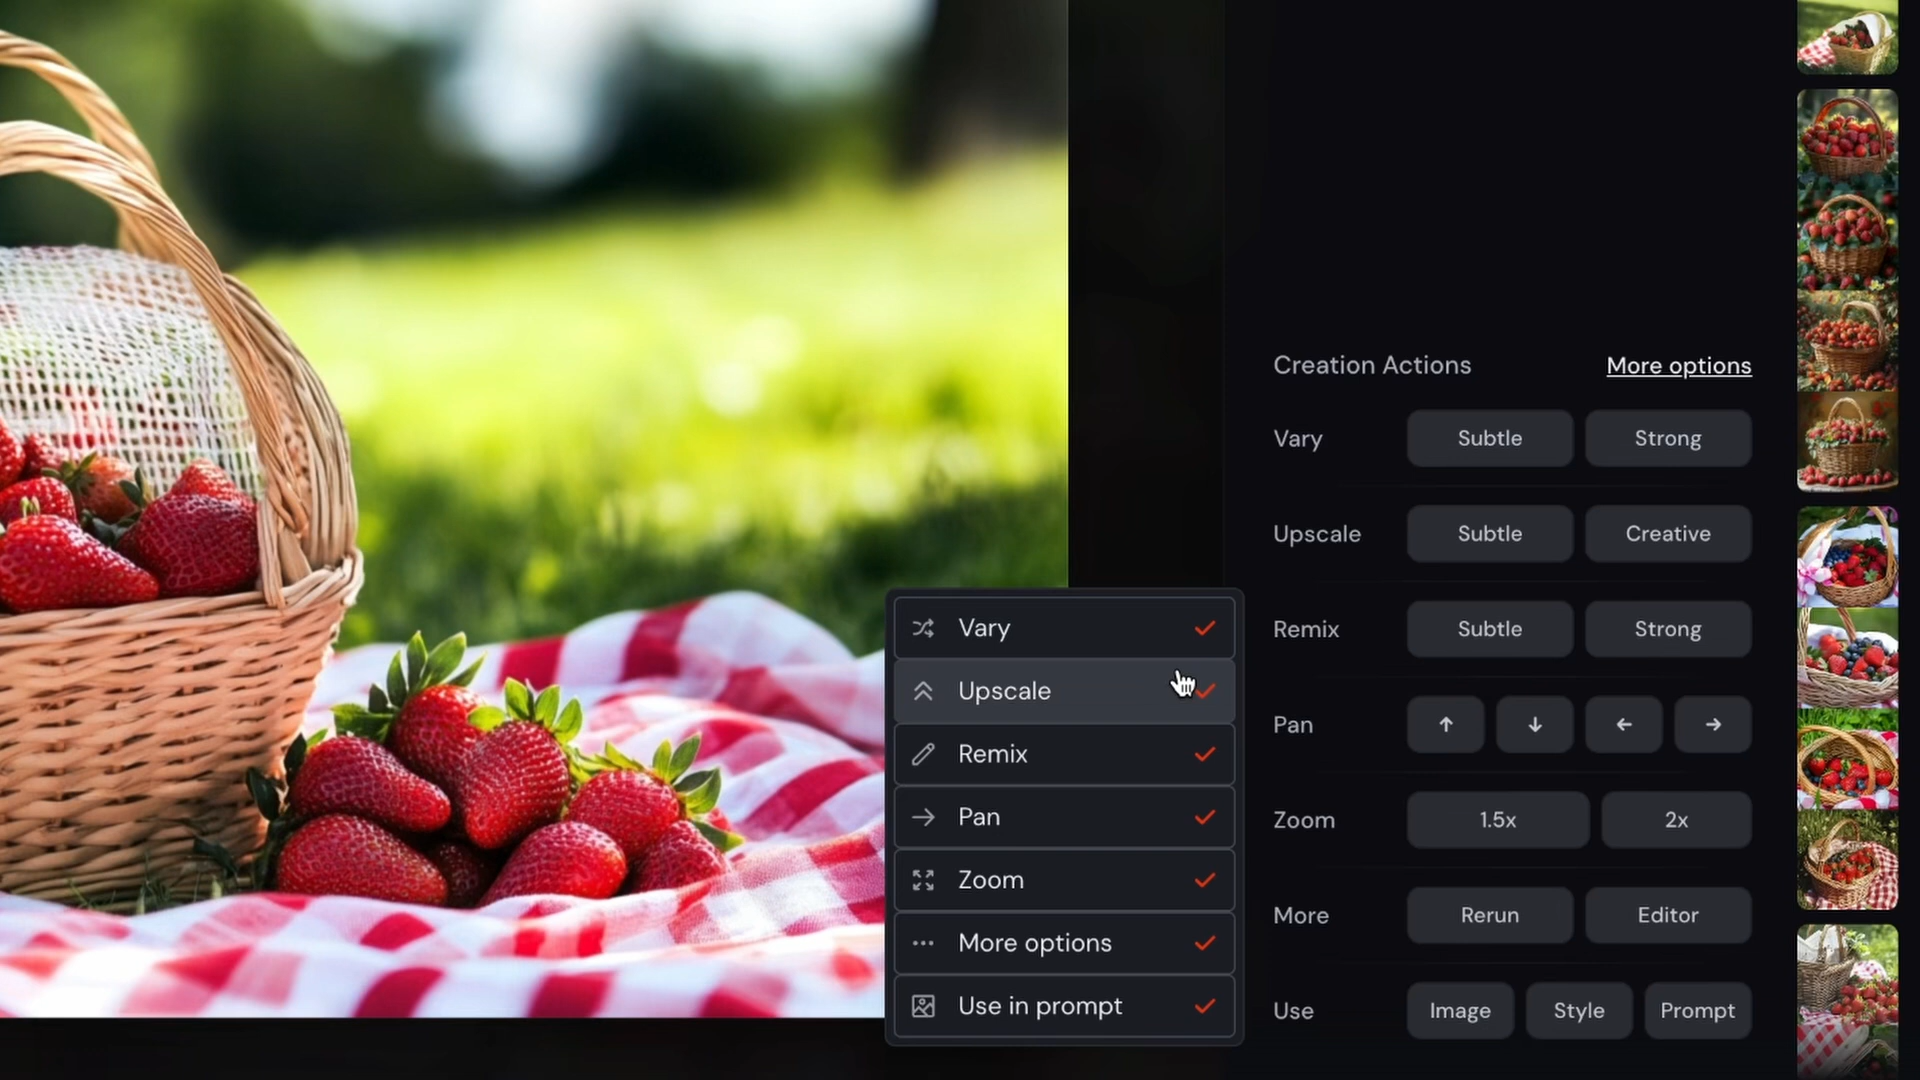 Creation Actions More options
Vary Subtle Strong
Upscale Subtle Creative
Remix Subtle Strong
Pan ↑ ↓ ← →
Zoom 1.5x 2x
More Rerun Editor
Use Image Style Prompt
Vary
Upscale
Remix
Pan
Zoom
More options
Use in prompt